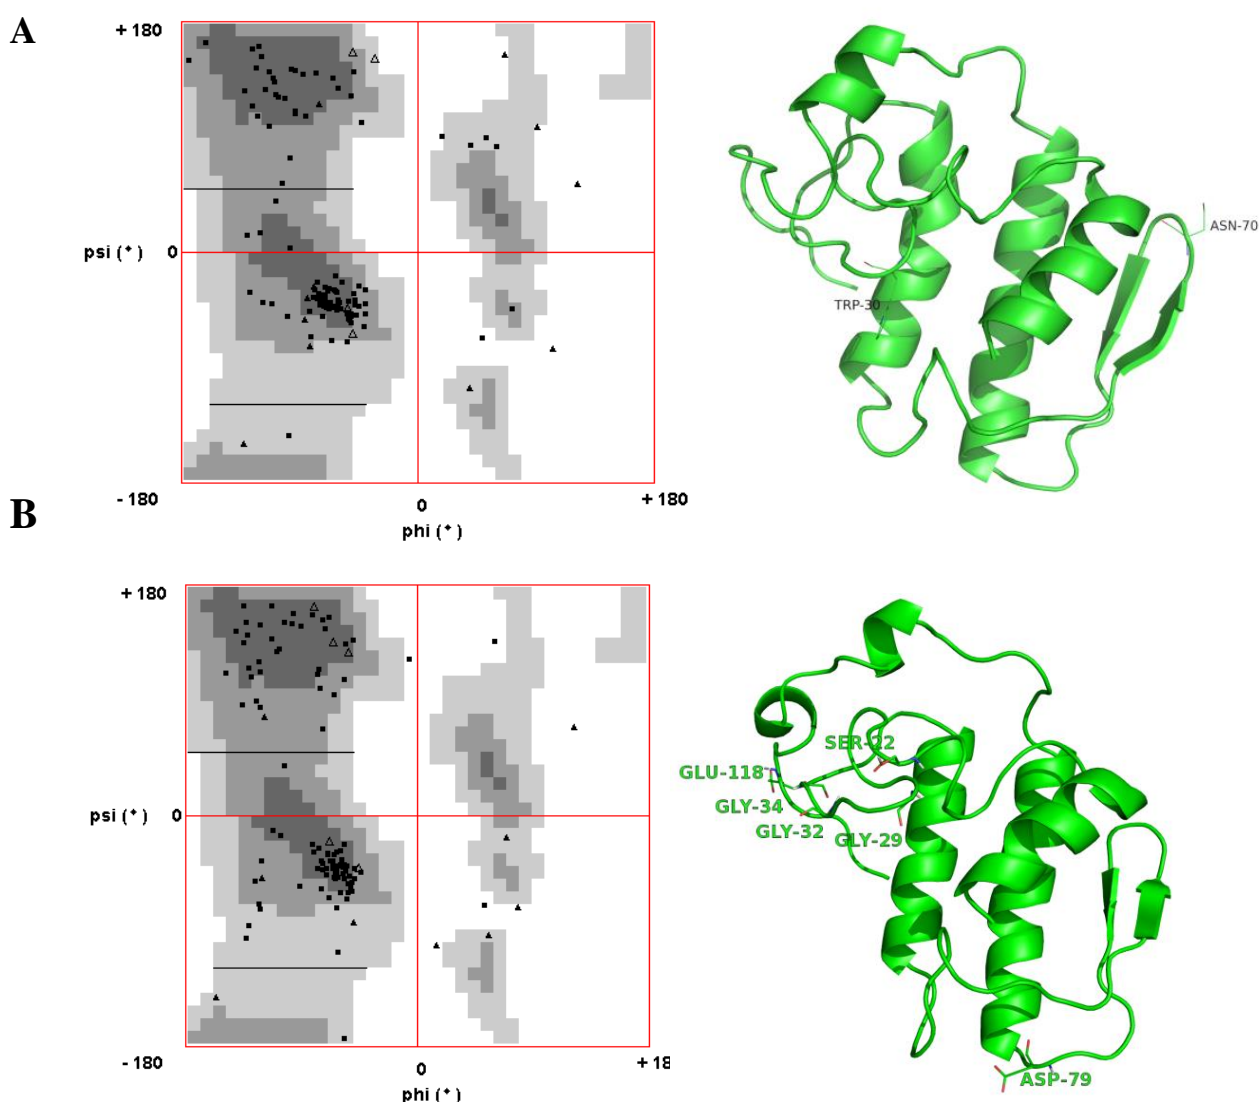 A
+ 180
psi (°)
0
- 180
0
+ 180
phi (°)
ASN-70
TRP-30
B
+ 180
psi (°)
0
- 180
0
+ 18
phi (°)
SER-22
GLU-118
GLY-34
GLY-32
GLY-29
ASP-79